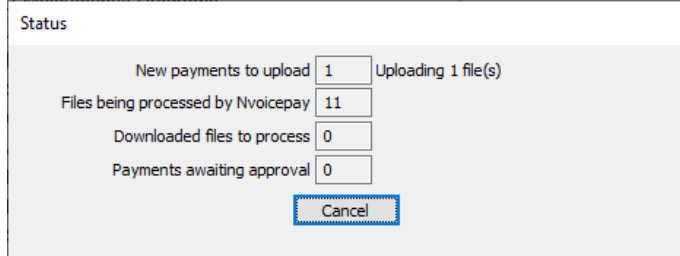 Status
New payments to upload 1 Uploading 1 file(s)
Files being processed by Nvoicepay 11
Downloaded files to process 0
Payments awaiting approval 0
Cancel